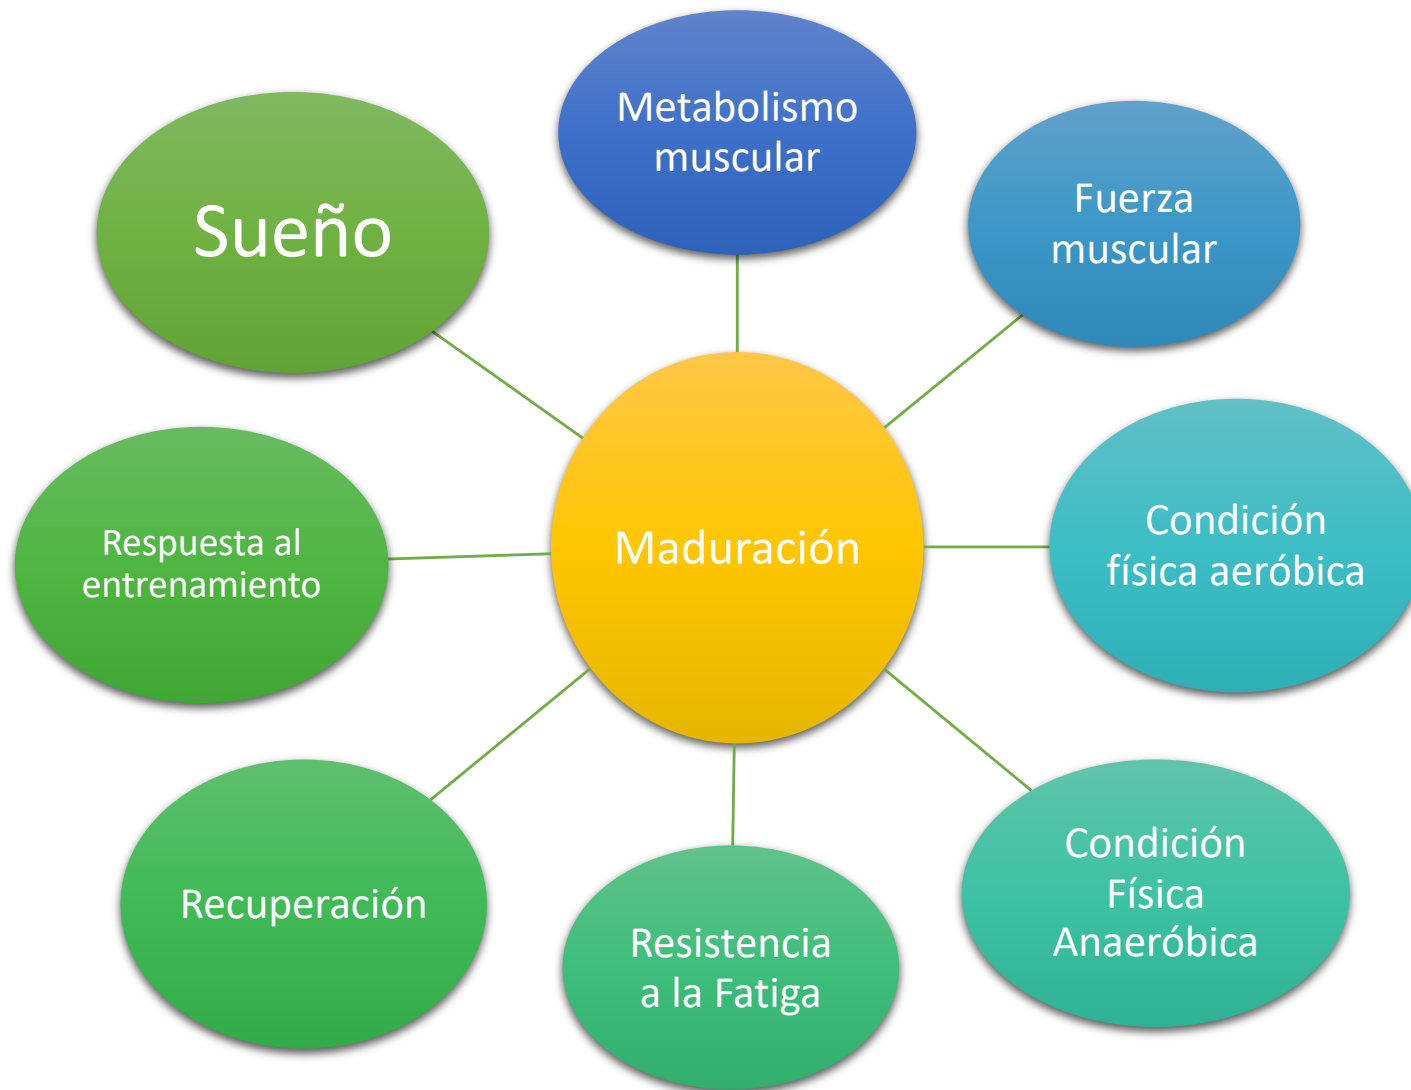 Metabolismo
muscular
Fuerza
muscular
Sueño
Condición
física aeróbica
Respuesta al
entrenamiento
Maduración
Condición
Física
Anaeróbica
Recuperación
Resistencia
a la Fatiga